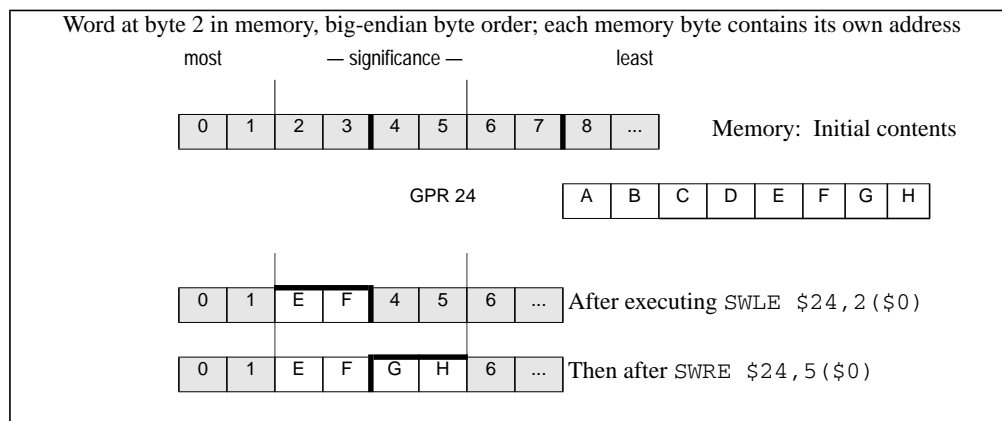 Word at byte 2 in memory, big-endian byte order; each memory byte contains its own address
most — significance — least
0 1 2 3 4 5 6 7 8 ... Memory: Initial contents
GPR 24 A B C D E F G H
0 1 E F 4 5 6 ... After executing SWLE $24,2($0)
0 1 E F G H 6 ... Then after SWRE $24,5($0)